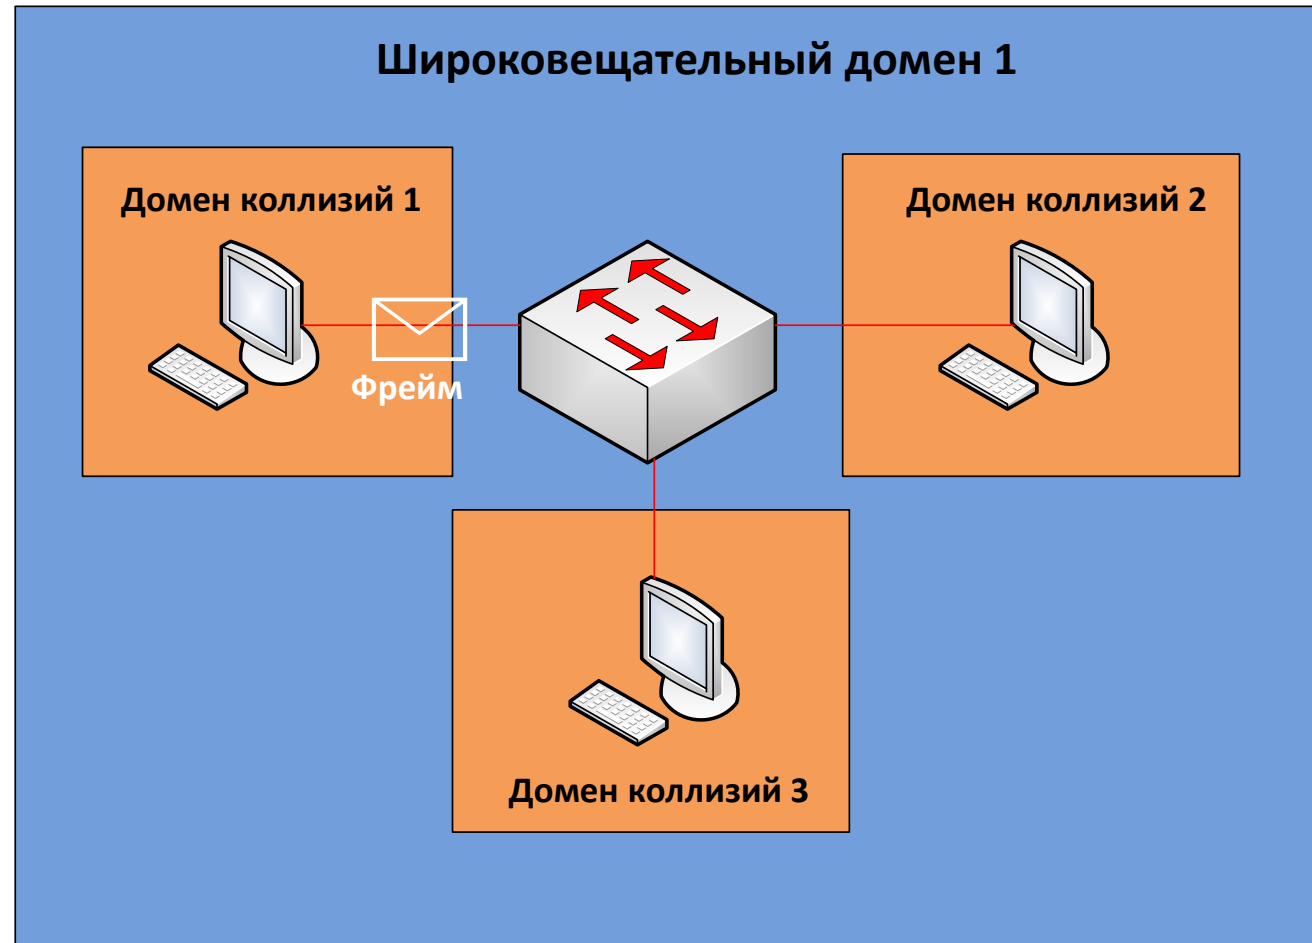 Широковещательный домен 1
Домен коллизий 1
Домен коллизий 2
Фрейм
Домен коллизий 3